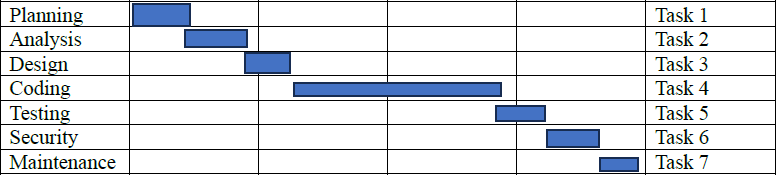 Planning Task 1
Analysis Task 2
Design Task 3
Coding Task 4
Testing Task 5
Security Task 6
Maintenance Task 7